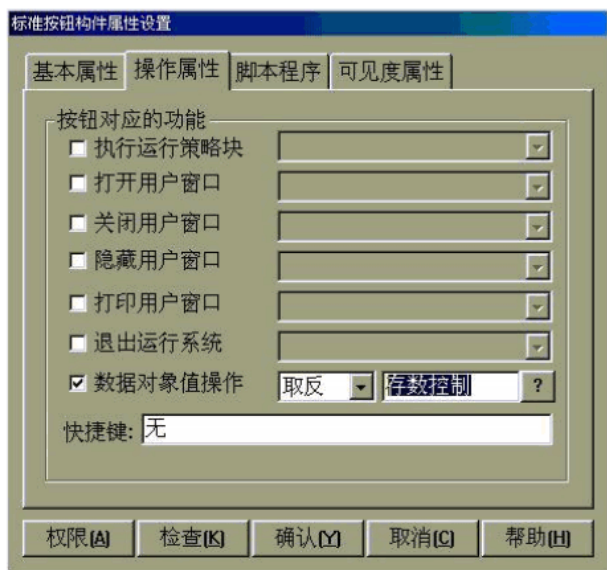 标准按钮构件属性设置
基本属性 操作属性 脚本程序 可见度属性
按钮对应的功能
执行运行策略块
打开用户窗口
关闭用户窗口
隐藏用户窗口
打印用户窗口
退出运行系统
数据对象值操作 取反 存数控制 ?
快捷键: 无
权限(A) 检查(K) 确认(Y) 取消(C) 帮助(H)